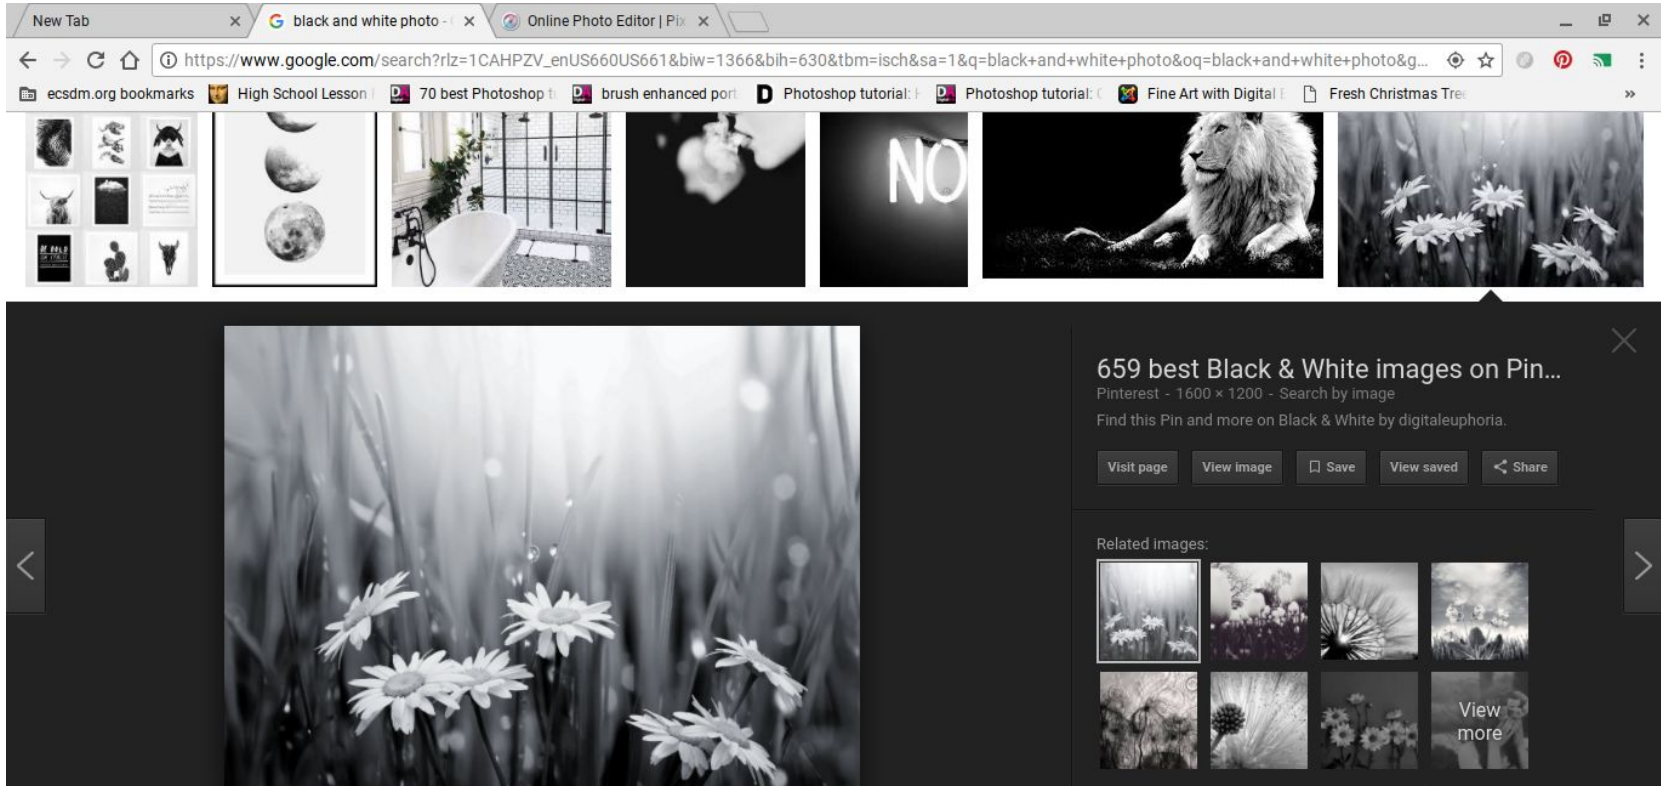 New Tab
black and white photo -
Online Photo Editor | Pix
https://www.google.com/search?rlz=1CAHPZV_enUS660US661&biw=1366&bih=630&tbm=isch&sa=1&q=black+and+white+photo&oq=black+and+white+photo&g...
ecsdm.org bookmarks
High School Lesson
70 best Photoshop t
brush enhanced port
Photoshop tutorial:
Photoshop tutorial:
Fine Art with Digital
Fresh Christmas Tree
NO
659 best Black & White images on Pin...
Pinterest - 1600 × 1200 - Search by image
Find this Pin and more on Black & White by digitaleuphoria.
Visit page
View image
Save
View saved
Share
Related images:
View
more